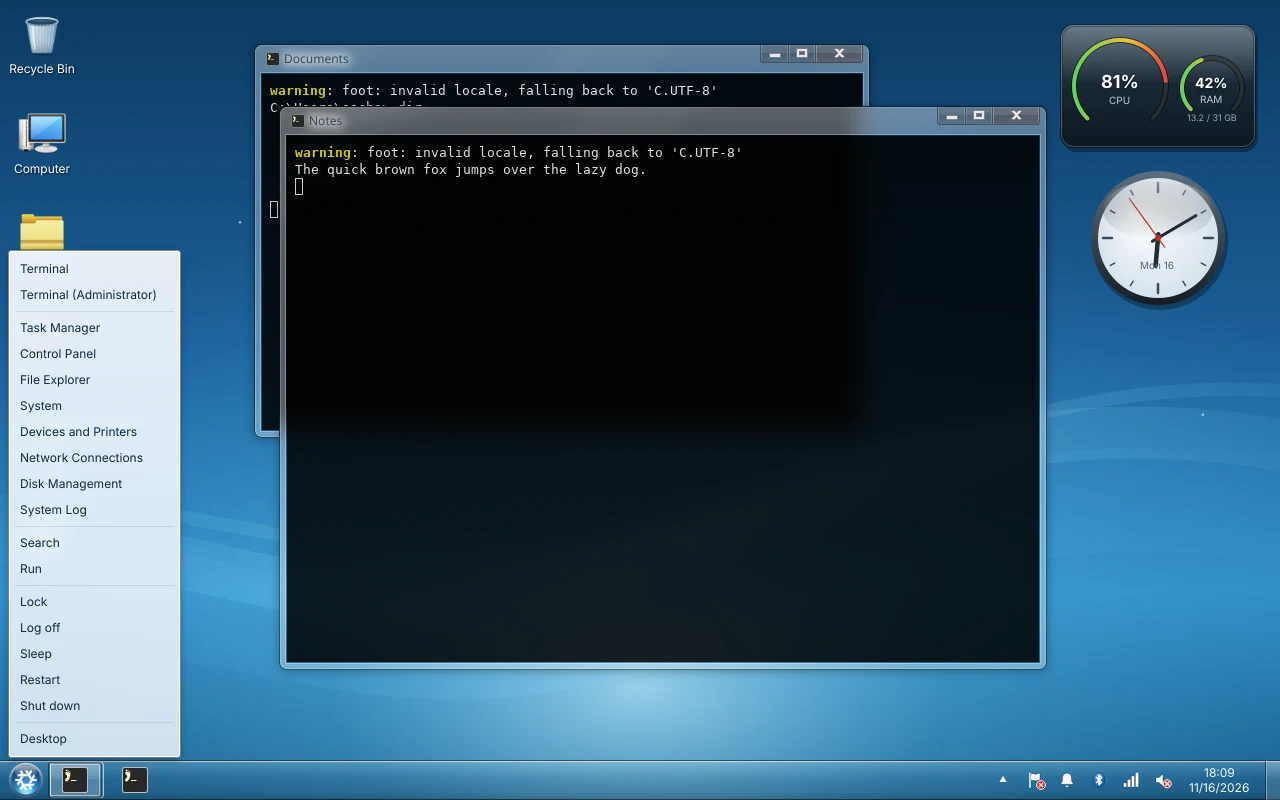 Recycle Bin
Computer
Documents
warning: foot: invalid locale, falling back to 'C.UTF-8'
Notes
warning: foot: invalid locale, falling back to 'C.UTF-8'
The quick brown fox jumps over the lazy dog.
81%
CPU
42%
RAM
13.2 / 31 GB
Mon 16
Terminal
Terminal (Administrator)
Task Manager
Control Panel
File Explorer
System
Devices and Printers
Network Connections
Disk Management
System Log
Search
Run
Lock
Log off
Sleep
Restart
Shut down
Desktop
18:09
11/16/2026